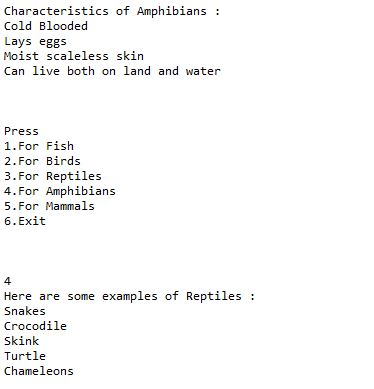 Characteristics of Amphibians :
Cold Blooded
Lays eggs
Moist scaleless skin
Can live both on land and water
Press
1.For Fish
2.For Birds
3.For Reptiles
4.For Amphibians
5.For Mammals
6.Exit
4
Here are some examples of Reptiles :
Snakes
Crocodile
Skink
Turtle
Chameleons